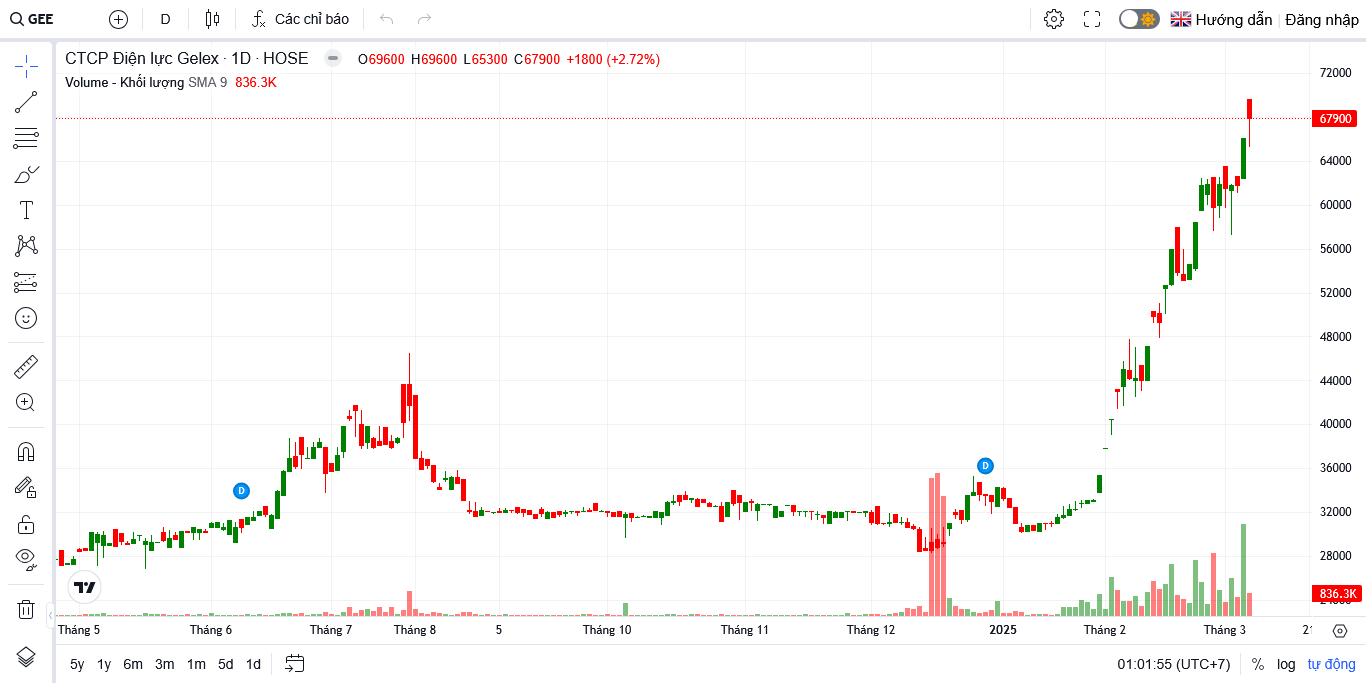 GEE D Các chỉ báo Hướng dẫn Đăng nhập
CTCP Điện lực Gelex · 1D · HOSE O69600 H69600 L65300 C67900 +1800 (+2.72%)
Volume - Khối lượng SMA 9 836.3K
72000
67900
64000
60000
56000
52000
48000
44000
40000
36000
32000
28000
836.3K
D
D
Tháng 5 Tháng 6 Tháng 7 Tháng 8 5 Tháng 10 Tháng 11 Tháng 12 2025 Tháng 2 Tháng 3
5y 1y 6m 3m 1m 5d 1d 01:01:55 (UTC+7) % log tự động